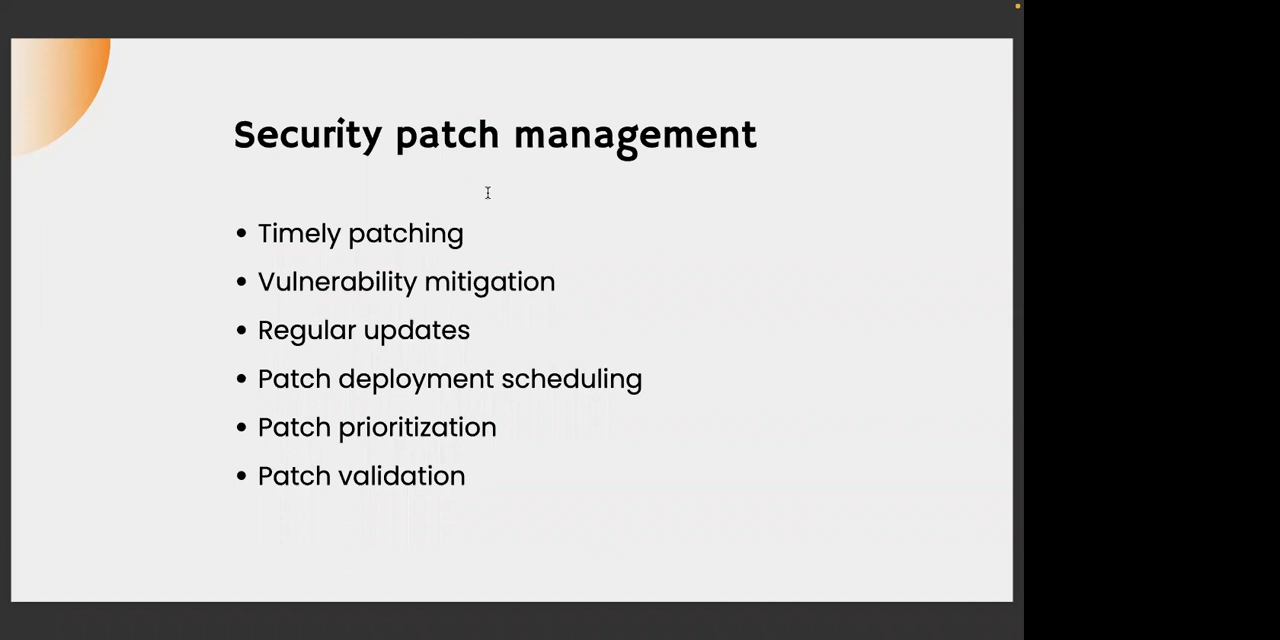 Security patch management
• Timely patching
• Vulnerability mitigation
• Regular updates
• Patch deployment scheduling
• Patch prioritization
• Patch validation